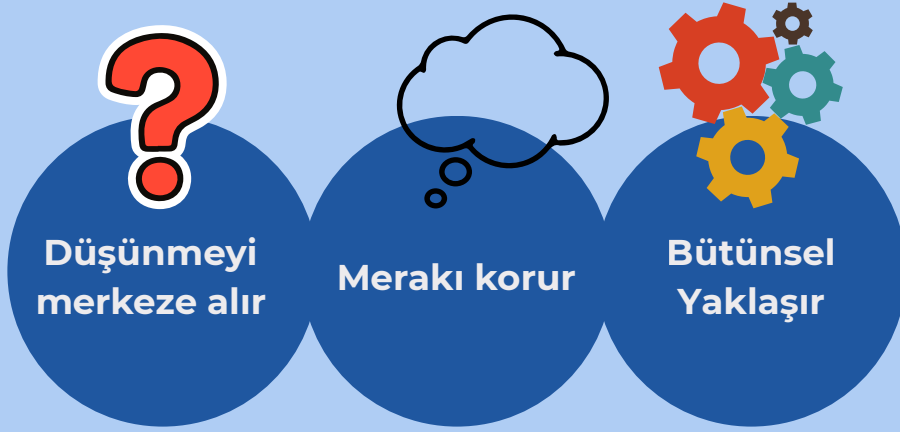 Düşünmeyi
merkeze alır
Merakı korur
Bütünsel
Yaklaşır